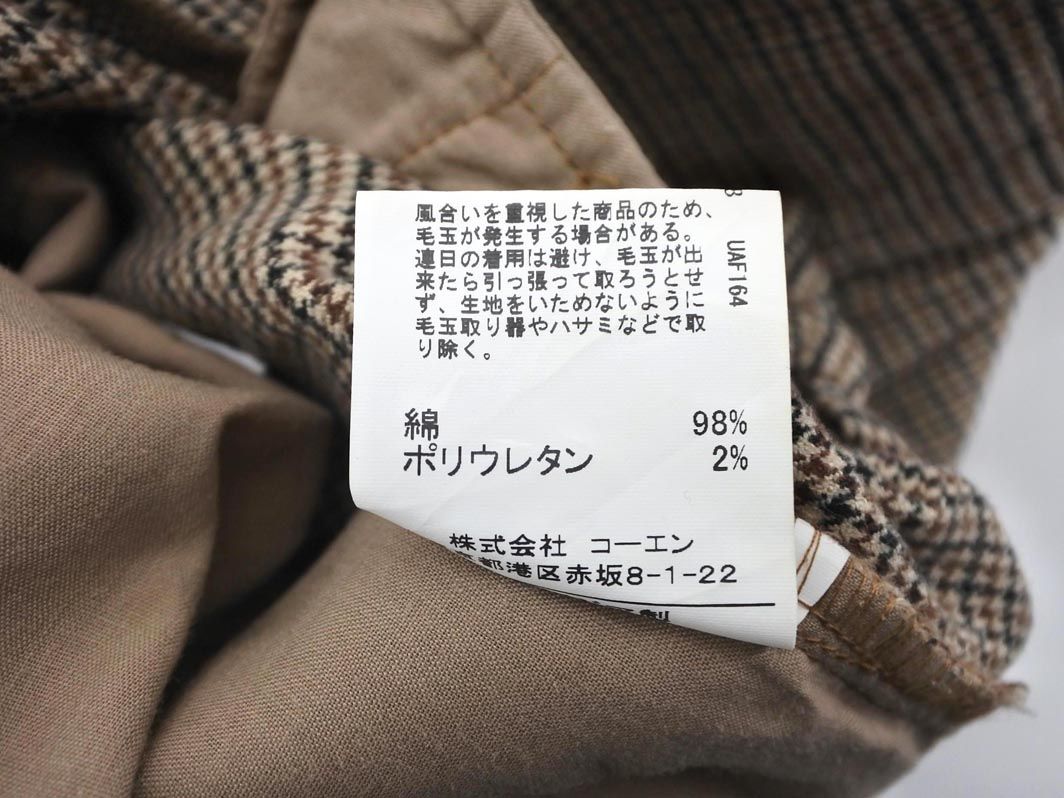 風合いを重視した商品のため、
毛玉が発生する場合がある。
連日の着用は避け、毛玉が出
来たら引っ張って取ろうとせ
ず、生地をいためないように
毛玉取り器やハサミなどで取
り除く。
UAF164
綿 98%
ポリウレタン 2%
株式会社 コーエン
都港区赤坂8-1-22